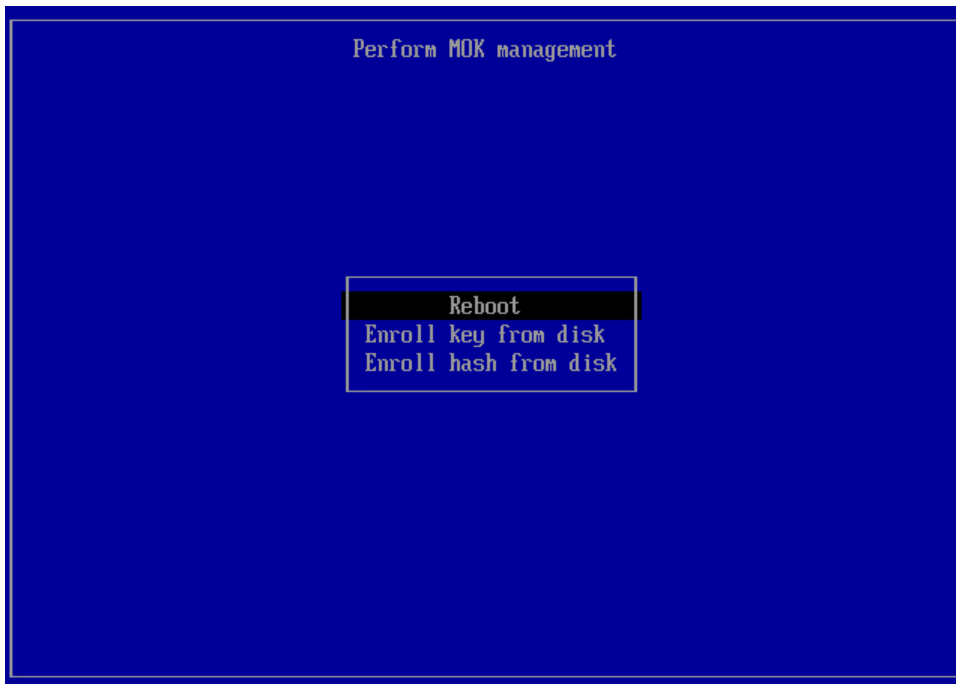 Perform MOK management
Reboot
Enroll key from disk
Enroll hash from disk